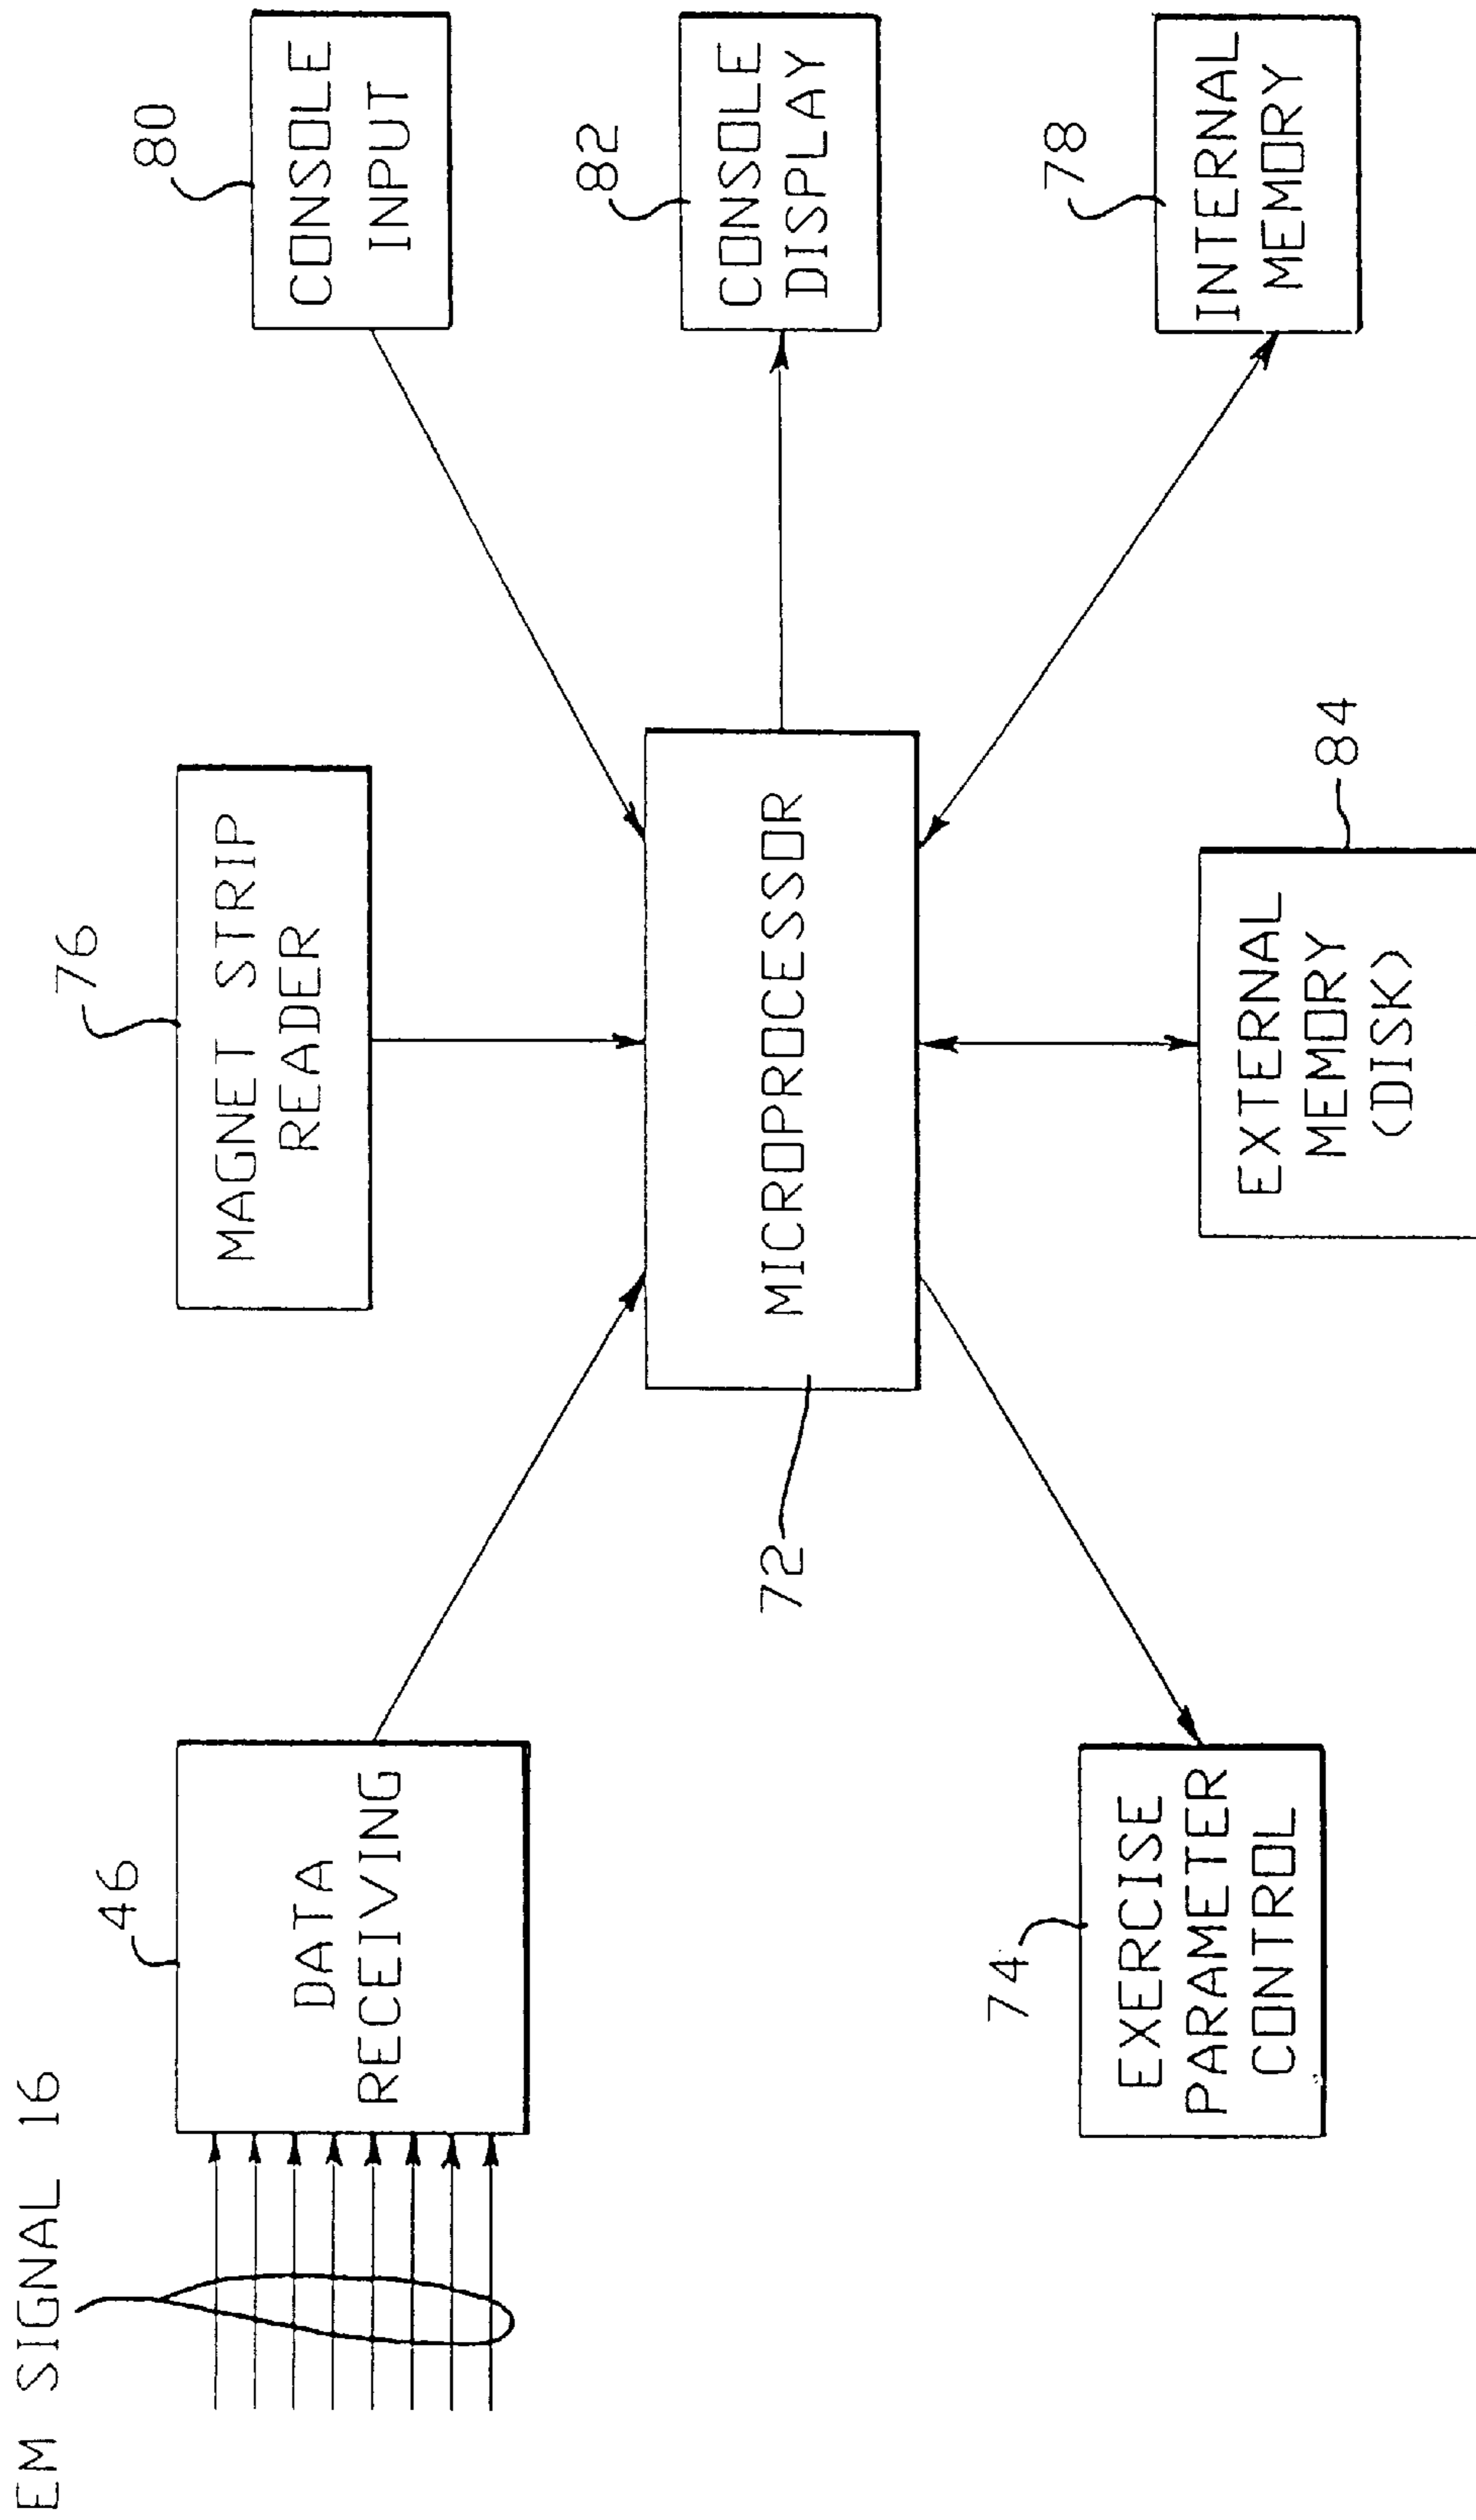 EM SIGNAL 16
46
DATA
RECEIVING
76
MAGNET STRIP
READER
80
CONSOLE
INPUT
72
MICROPROCESSOR
82
CONSOLE
DISPLAY
74
EXERCISE
PARAMETER
CONTROL
EXTERNAL
MEMORY
(DISK)
84
78
INTERNAL
MEMORY